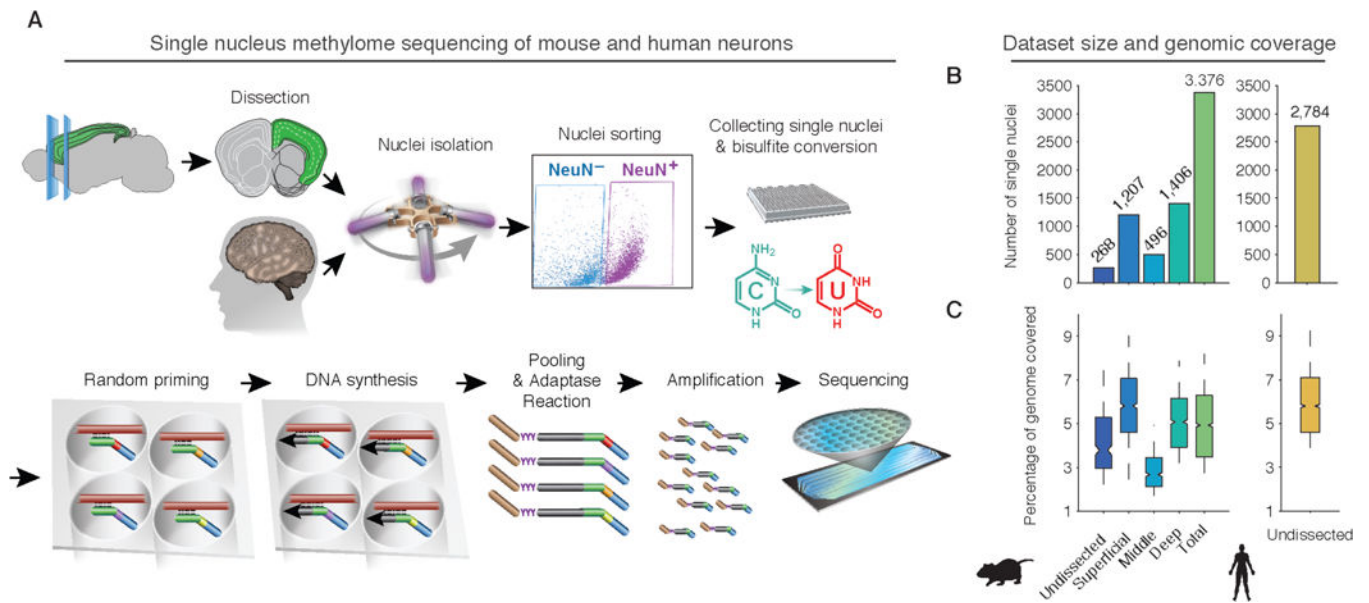 A
Single nucleus methylome sequencing of mouse and human neurons
Dissection
Nuclei isolation
Nuclei sorting
NeuN−
NeuN+
Collecting single nuclei
& bisulfite conversion
NH₂
C
N
N
H
O
O
U
NH
N
H
O
Random priming
DNA synthesis
Pooling
& Adaptase
Reaction
Amplification
Sequencing
Dataset size and genomic coverage
B
Number of single nuclei
3500
3000
2500
2000
1500
1000
500
0
268
1,207
496
1,406
3.376
3500
3000
2500
2000
1500
1000
500
0
2,784
C
Percentage of genome covered
9
7
5
3
1
Undissected
Superficial
Middle
Deep
Total
9
7
5
3
1
Undissected